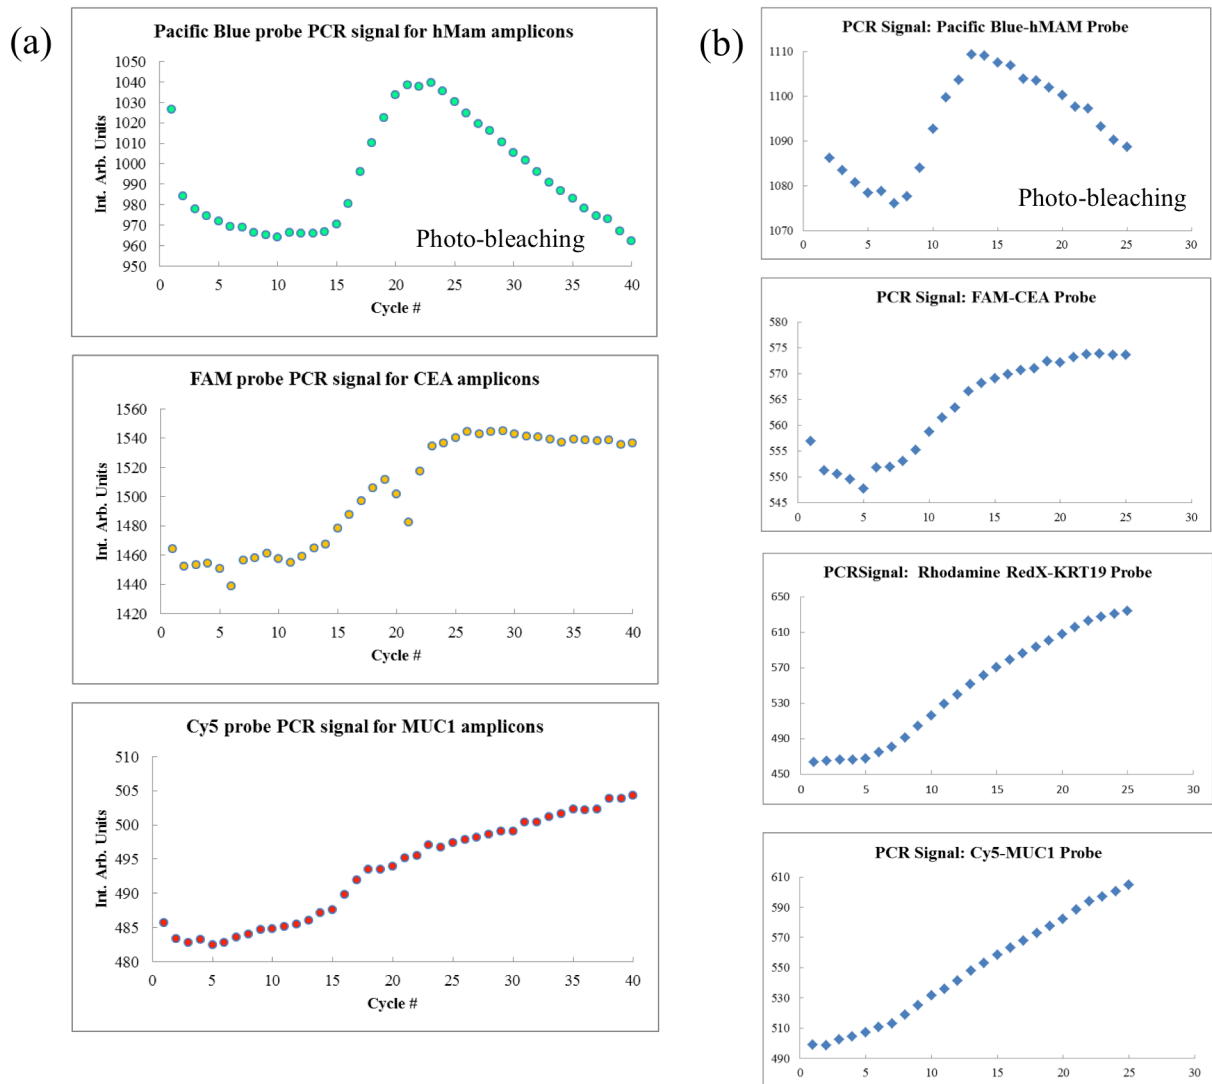 (a)
Pacific Blue probe PCR signal for hMam amplicons
Int. Arb. Units
1050
1040
1030
1020
1010
1000
990
980
970
960
950
Photo-bleaching
0 5 10 15 20 25 30 35 40
Cycle #
FAM probe PCR signal for CEA amplicons
Int. Arb. Units
1560
1540
1520
1500
1480
1460
1440
1420
0 5 10 15 20 25 30 35 40
Cycle #
Cy5 probe PCR signal for MUC1 amplicons
Int. Arb. Units
510
505
500
495
490
485
480
0 5 10 15 20 25 30 35 40
Cycle #
(b)
PCR Signal: Pacific Blue-hMAM Probe
1110
1100
1090
1080
1070
Photo-bleaching
0 5 10 15 20 25 30
PCR Signal: FAM-CEA Probe
580
575
570
565
560
555
550
545
0 5 10 15 20 25 30
PCRSignal: Rhodamine RedX-KRT19 Probe
650
610
570
530
490
450
0 5 10 15 20 25 30
PCR Signal: Cy5-MUC1 Probe
610
590
570
550
530
510
490
0 5 10 15 20 25 30